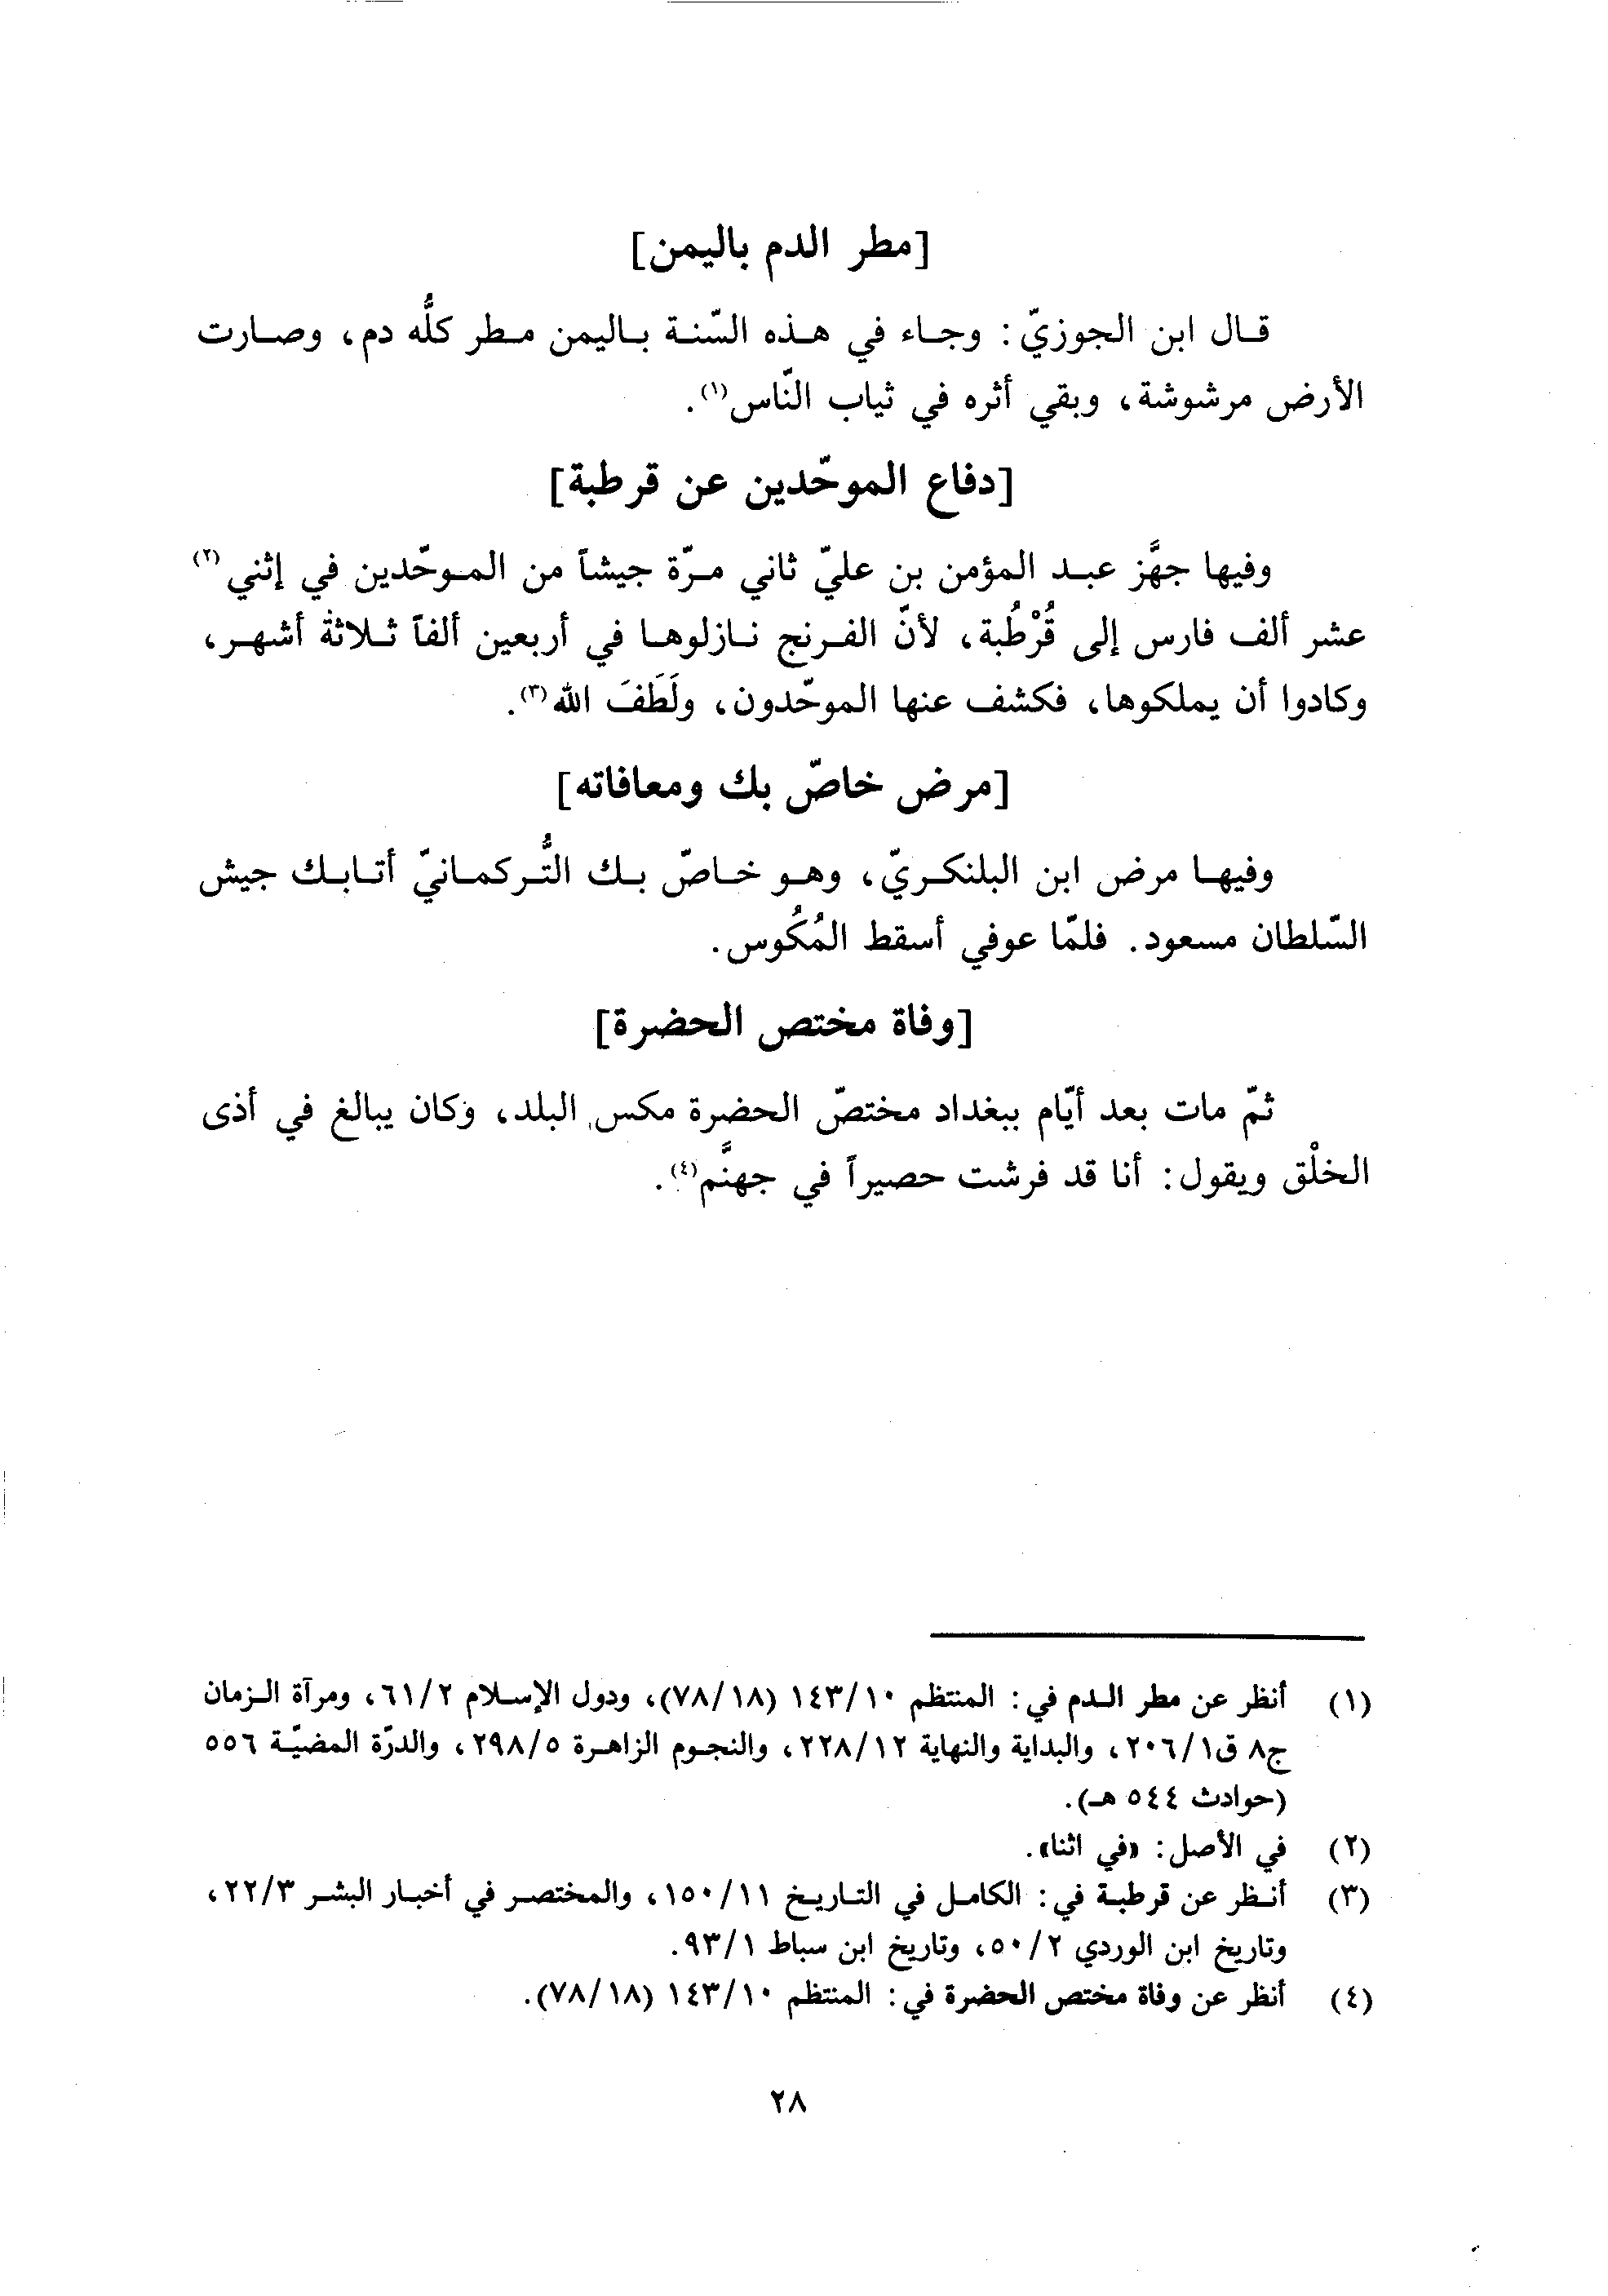 [مطر الدم باليمن]
قال ابن الجوزيّ: وجاء في هذه السّنة باليمن مطر كلُّه دم، وصارت
الأرض مرشوشة، وبقي أثره في ثياب النّاس(١).
[دفاع الموحّدين عن قرطبة]
وفيها جهَّز عبد المؤمن بن عليّ ثاني مرّة جيشاً من الموحّدين في إثني(٢)
عشر ألف فارس إلى قُرْطُبة، لأنّ الفرنج نازلوها في أربعين ألفاً ثلاثة أشهر،
وكادوا أن يملكوها، فكشف عنها الموحّدون، ولَطَفَ الله(٣).
[مرض خاصّ بك ومعافاته]
وفيها مرض ابن البلنكريّ، وهو خاصّ بك التُّركمانيّ أتابك جيش
السّلطان مسعود. فلمّا عوفي أسقط المُكُوس.
[وفاة مختص الحضرة]
ثمّ مات بعد أيّام ببغداد مختصّ الحضرة مكس البلد، وكان يبالغ في أذى
الخلْق ويقول: أنا قد فرشت حصيراً في جهنَّم(٤).
(١) أنظر عن مطر الدم في: المنتظم ١٤٣/١٠ (٧٨/١٨)، ودول الإسلام ٦١/٢، ومرآة الزمان
ج٨ ق٢٠٦/١، والبداية والنهاية ٢٢٨/١٢، والنجوم الزاهرة ٢٩٨/٥، والدرّة المضيّة ٥٥٦
(حوادث ٥٤٤ هـ).
(٢) في الأصل: «في اثنا».
(٣) أنظر عن قرطبة في: الكامل في التاريخ ١٥٠/١١، والمختصر في أخبار البشر ٢٢/٣،
وتاريخ ابن الوردي ٥٠/٢، وتاريخ ابن سباط ٩٣/١.
(٤) أنظر عن وفاة مختص الحضرة في: المنتظم ١٤٣/١٠ (٧٨/١٨).
٢٨